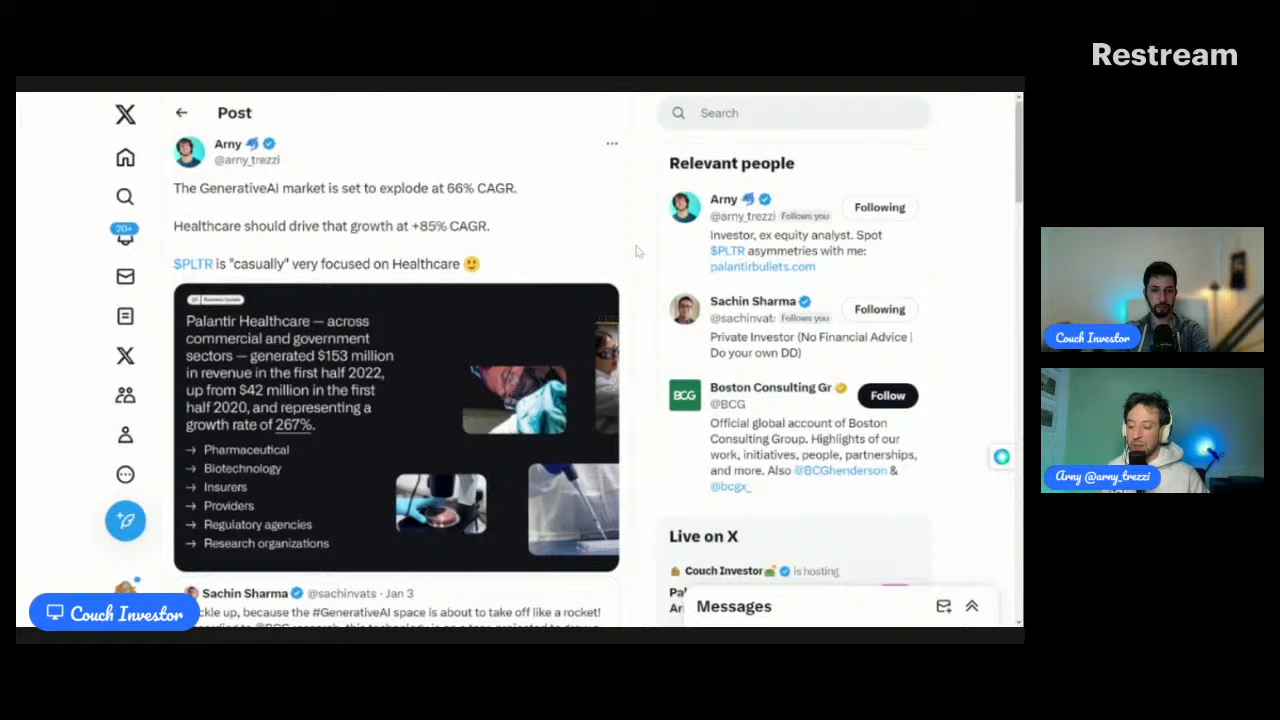 Restream
Post
Search
Arny
@arny_trezzi
The GenerativeAI market is set to explode at 66% CAGR.
Healthcare should drive that growth at +85% CAGR.
$PLTR is "casually" very focused on Healthcare
Business Update
Palantir Healthcare — across
commercial and government
sectors — generated $153 million
in revenue in the first half 2022,
up from $42 million in the first
half 2020, and representing a
growth rate of 267%.
→ Pharmaceutical
→ Biotechnology
→ Insurers
→ Providers
→ Regulatory agencies
→ Research organizations
Sachin Sharma @sachinvats · Jan 3
ckle up, because the #GenerativeAI space is about to take off like a rocket!
20+
Relevant people
Arny
@arny_trezzi Follows you
Following
Investor, ex equity analyst. Spot
$PLTR asymmetries with me:
palantirbullets.com
Sachin Sharma
@sachinvat: Follows you
Following
Private Investor (No Financial Advice |
Do your own DD)
BCG
Boston Consulting Gr
@BCG
Follow
Official global account of Boston
Consulting Group. Highlights of our
work, initiatives, people, partnerships,
and more. Also @BCGhenderson &
@bcgx_
Live on X
Couch Investor is hosting
Pal
Ar
Messages
Couch Investor
Couch Investor
Arny @arny_trezzi